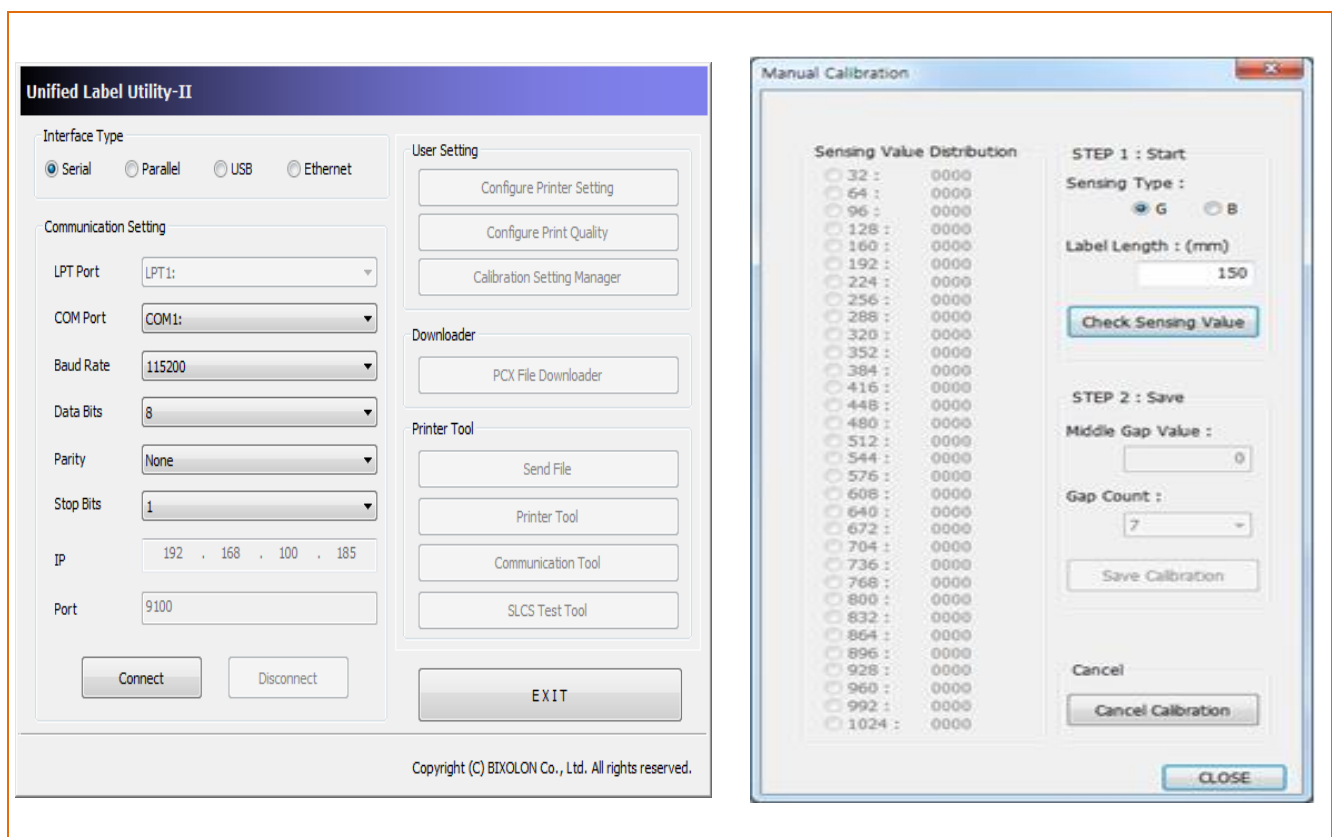 Unified Label Utility-II
Interface Type
Serial Parallel USB Ethernet
Communication Setting
LPT Port LPT1:
COM Port COM1:
Baud Rate 115200
Data Bits 8
Parity None
Stop Bits 1
IP 192 . 168 . 100 . 185
Port 9100
Connect Disconnect
User Setting
Configure Printer Setting
Configure Print Quality
Calibration Setting Manager
Downloader
PCX File Downloader
Printer Tool
Send File
Printer Tool
Communication Tool
SLCS Test Tool
EXIT
Copyright (C) BIXOLON Co., Ltd. All rights reserved.
Manual Calibration
Sensing Value Distribution
32 : 0000
64 : 0000
96 : 0000
128 : 0000
160 : 0000
192 : 0000
224 : 0000
256 : 0000
288 : 0000
320 : 0000
352 : 0000
384 : 0000
416 : 0000
448 : 0000
480 : 0000
512 : 0000
544 : 0000
576 : 0000
608 : 0000
640 : 0000
672 : 0000
704 : 0000
736 : 0000
768 : 0000
800 : 0000
832 : 0000
864 : 0000
896 : 0000
928 : 0000
960 : 0000
992 : 0000
1024 : 0000
STEP 1 : Start
Sensing Type :
G B
Label Length : (mm)
150
Check Sensing Value
STEP 2 : Save
Middle Gap Value :
0
Gap Count :
7
Save Calibration
Cancel
Cancel Calibration
CLOSE